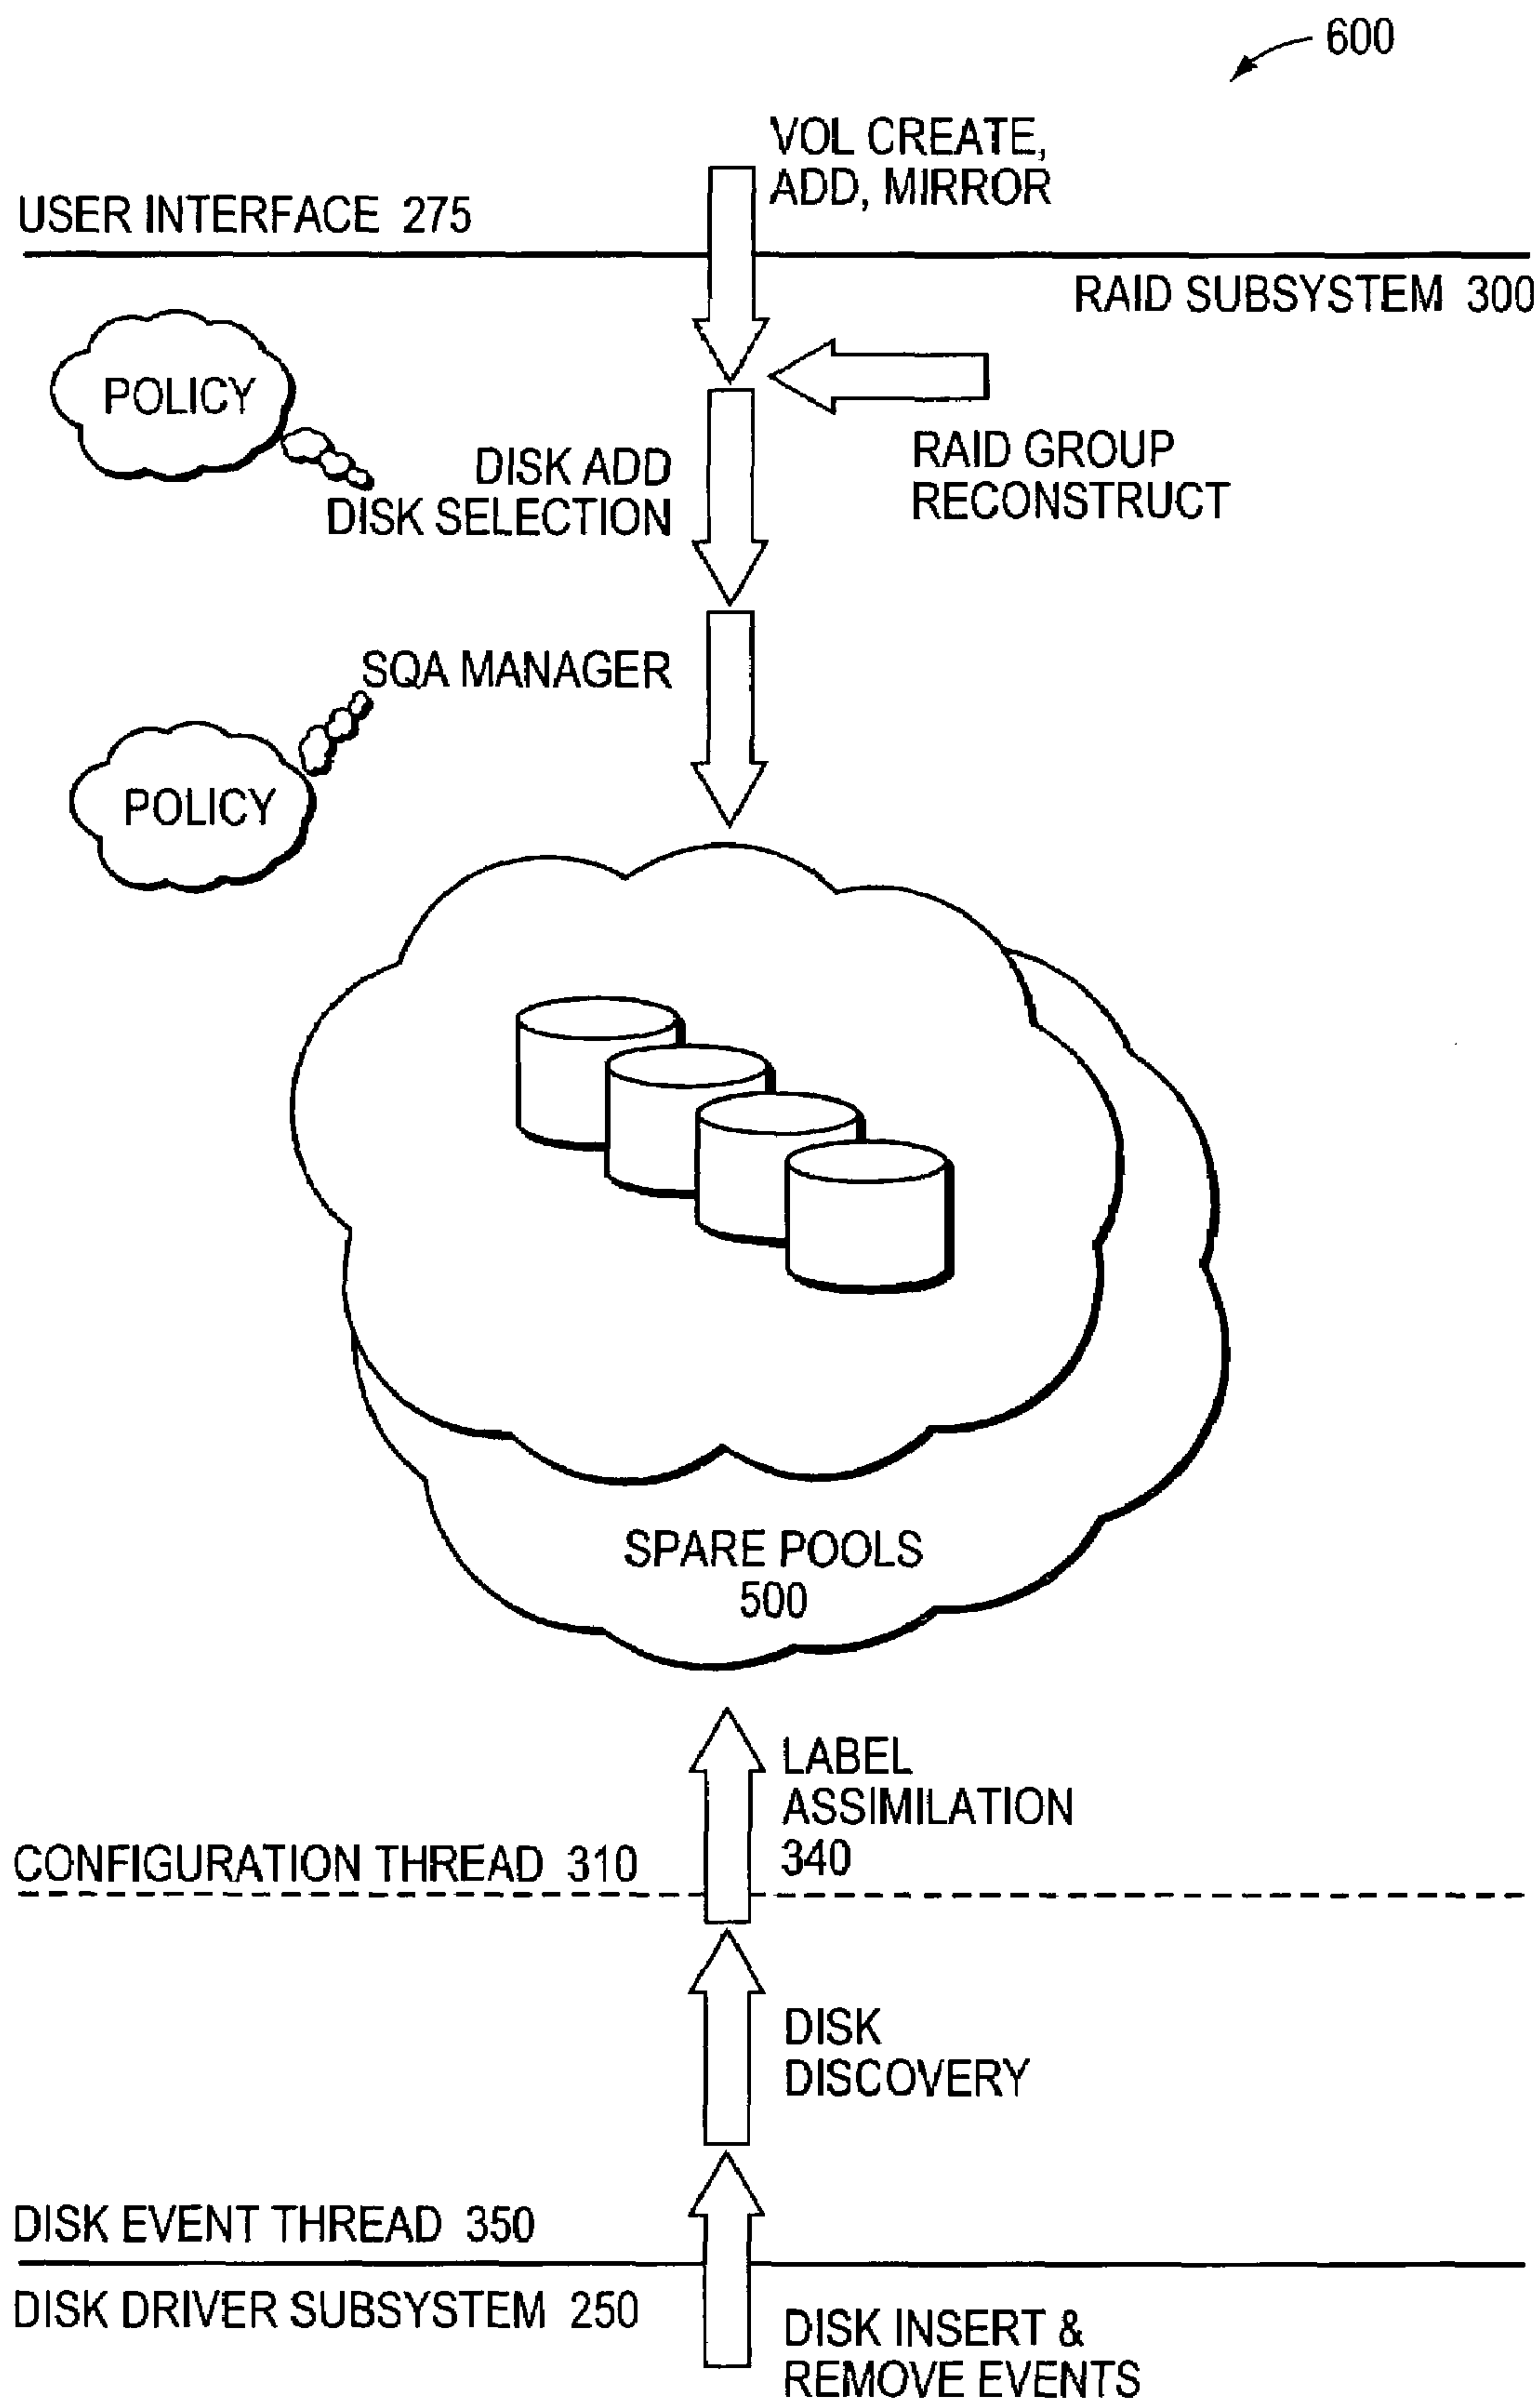 600
VOL CREATE,
ADD, MIRROR
USER INTERFACE 275
RAID SUBSYSTEM 300
POLICY
RAID GROUP
RECONSTRUCT
DISK ADD
DISK SELECTION
SQA MANAGER
POLICY
SPARE POOLS
500
LABEL
ASSIMILATION
340
CONFIGURATION THREAD 310
DISK
DISCOVERY
DISK EVENT THREAD 350
DISK DRIVER SUBSYSTEM 250
DISK INSERT &
REMOVE EVENTS